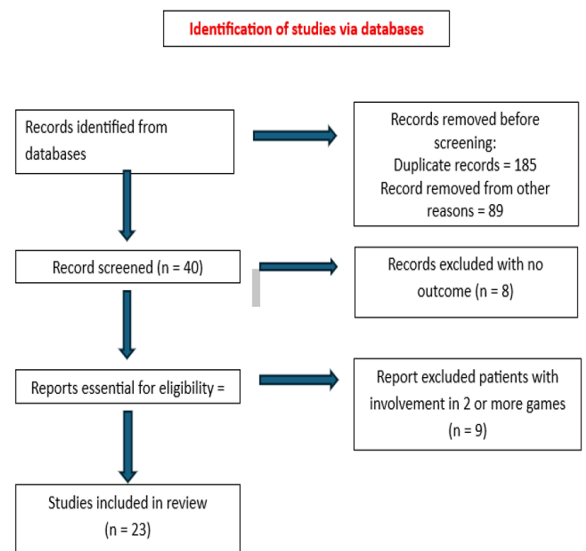 Identification of studies via databases
Records identified from
databases
Records removed before
screening:
Duplicate records = 185
Record removed from other
reasons = 89
Record screened (n = 40)
Records excluded with no
outcome (n = 8)
Reports essential for eligibility =
Report excluded patients with
involvement in 2 or more games
(n = 9)
Studies included in review
(n = 23)